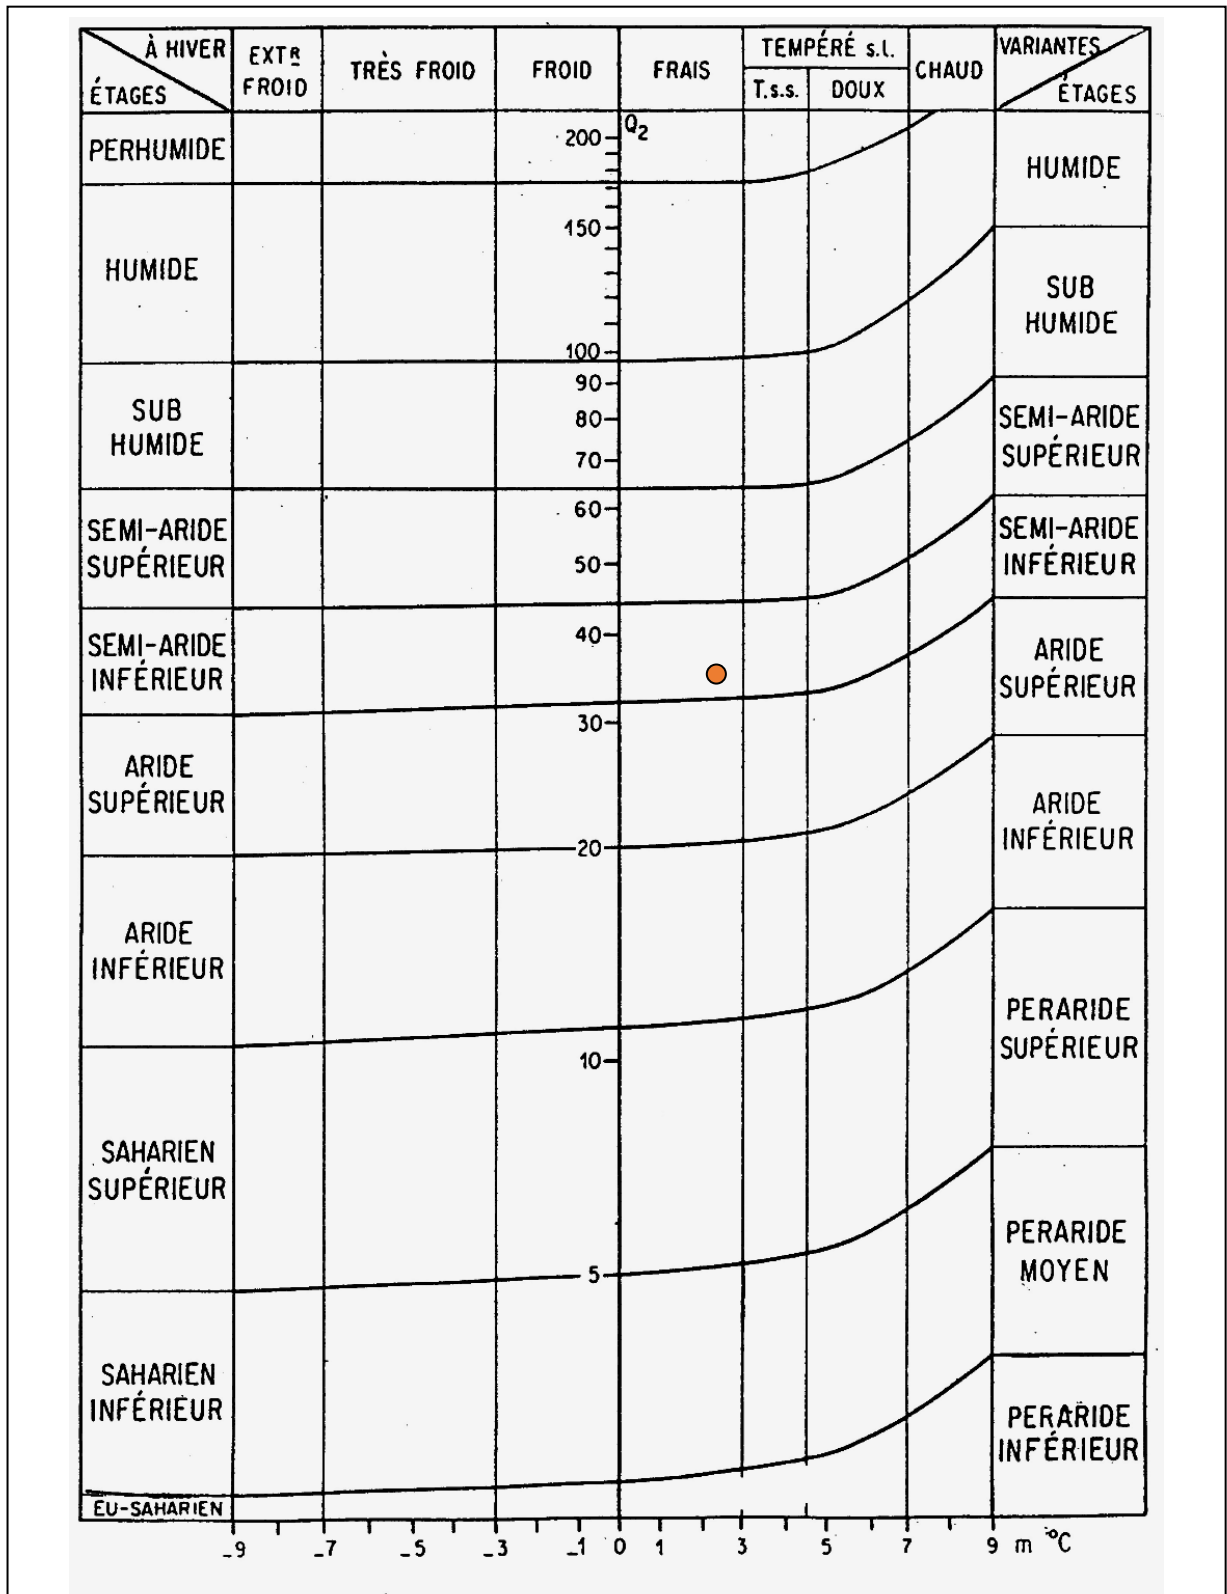 À HIVER
ÉTAGES
EXTR
FROID
TRÈS FROID
FROID
FRAIS
TEMPÉRÉ s.l.
T.s.s.
DOUX
CHAUD
VARIANTES
ÉTAGES
PERHUMIDE
HUMIDE
SUB
HUMIDE
SEMI-ARIDE
SUPÉRIEUR
SEMI-ARIDE
INFÉRIEUR
ARIDE
SUPÉRIEUR
ARIDE
INFÉRIEUR
SAHARIEN
SUPÉRIEUR
SAHARIEN
INFÉRIEUR
EU-SAHARIEN
Q2
200
150
100
90
80
70
60
50
40
30
20
10
5
HUMIDE
SUB
HUMIDE
SEMI-ARIDE
SUPÉRIEUR
SEMI-ARIDE
INFÉRIEUR
ARIDE
SUPÉRIEUR
ARIDE
INFÉRIEUR
PERARIDE
SUPÉRIEUR
PERARIDE
MOYEN
PERARIDE
INFÉRIEUR
-9 -7 -5 -3 -1 0 1 3 5 7 9 m °C